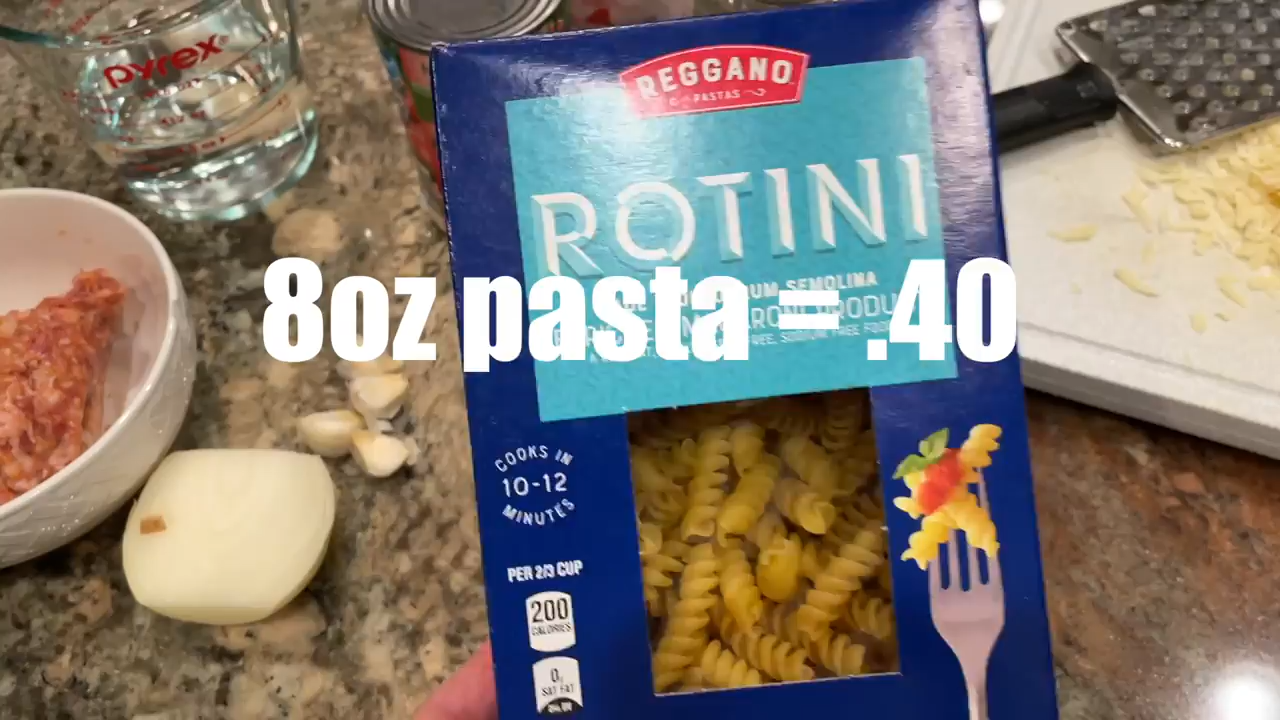 PYREX
REGGANO
PASTAS
ROTINI
SEMOLINA
8oz pasta = .40
COOKS IN
10-12
MINUTES
PER 2/3 CUP
200
CALORIES
0g
SAT FAT